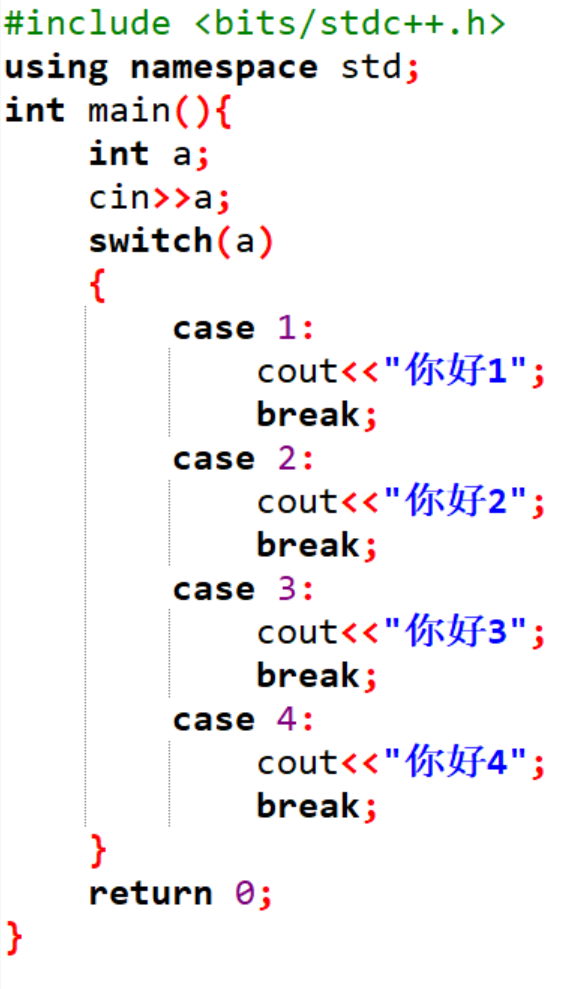 #include <bits/stdc++.h>
using namespace std;
int main(){
    int a;
    cin>>a;
    switch(a)
    {
        case 1:
            cout<<"你好1";
            break;
        case 2:
            cout<<"你好2";
            break;
        case 3:
            cout<<"你好3";
            break;
        case 4:
            cout<<"你好4";
            break;
    }
    return 0;
}